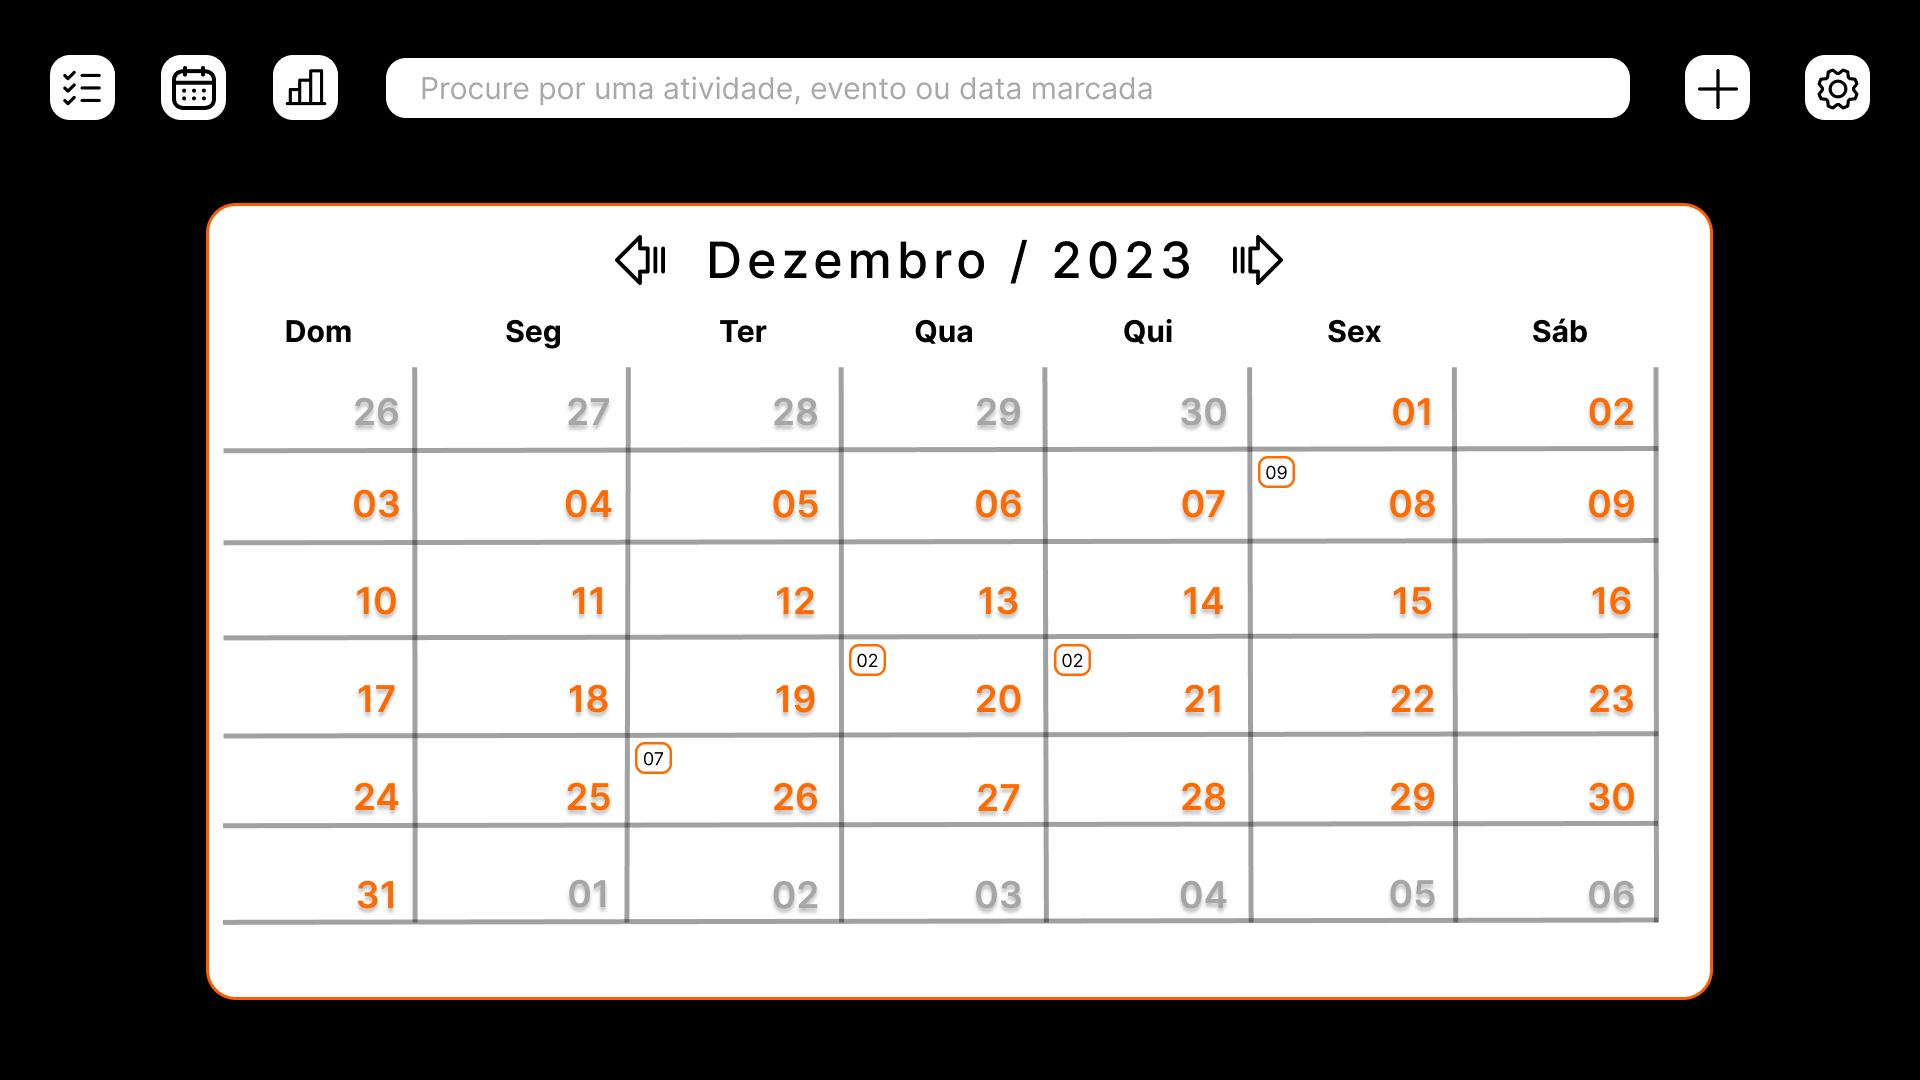 Procure por uma atividade, evento ou data marcada
Dezembro / 2023
Dom Seg Ter Qua Qui Sex Sáb
26 27 28 29 30 01 02
09
03 04 05 06 07 08 09
10 11 12 13 14 15 16
02 02
17 18 19 20 21 22 23
07
24 25 26 27 28 29 30
31 01 02 03 04 05 06